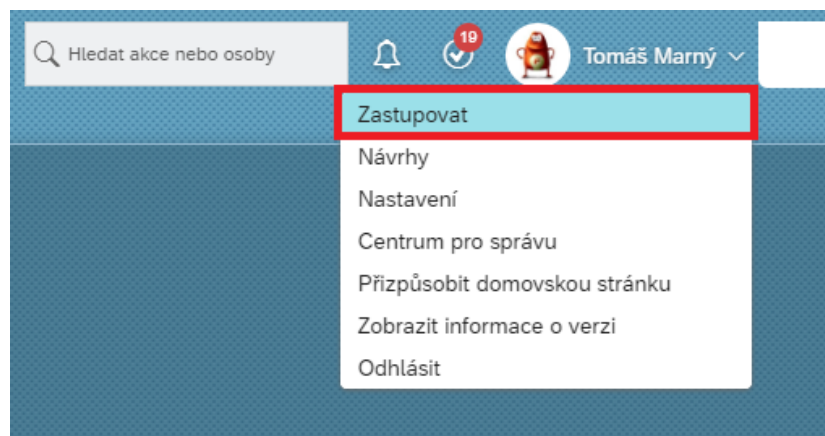 Hledat akce nebo osoby
19
Tomáš Marný
Zastupovat
Návrhy
Nastavení
Centrum pro správu
Přizpůsobit domovskou stránku
Zobrazit informace o verzi
Odhlásit